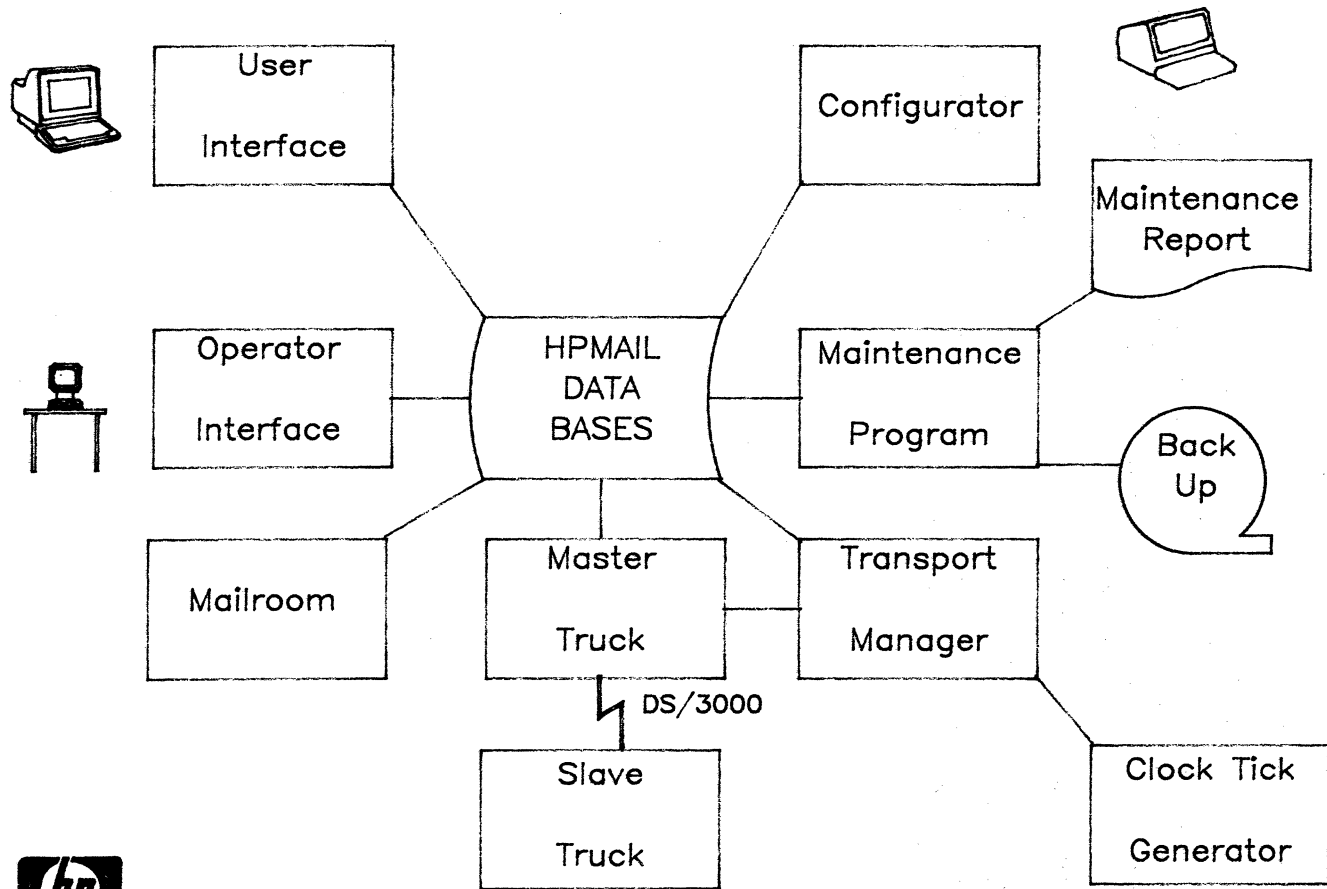 User
Interface
Configurator
Maintenance
Report
Operator
Interface
HPMAIL
DATA
BASES
Maintenance
Program
Back
Up
Mailroom
Master
Truck
Transport
Manager
DS/3000
Slave
Truck
Clock Tick
Generator
hp